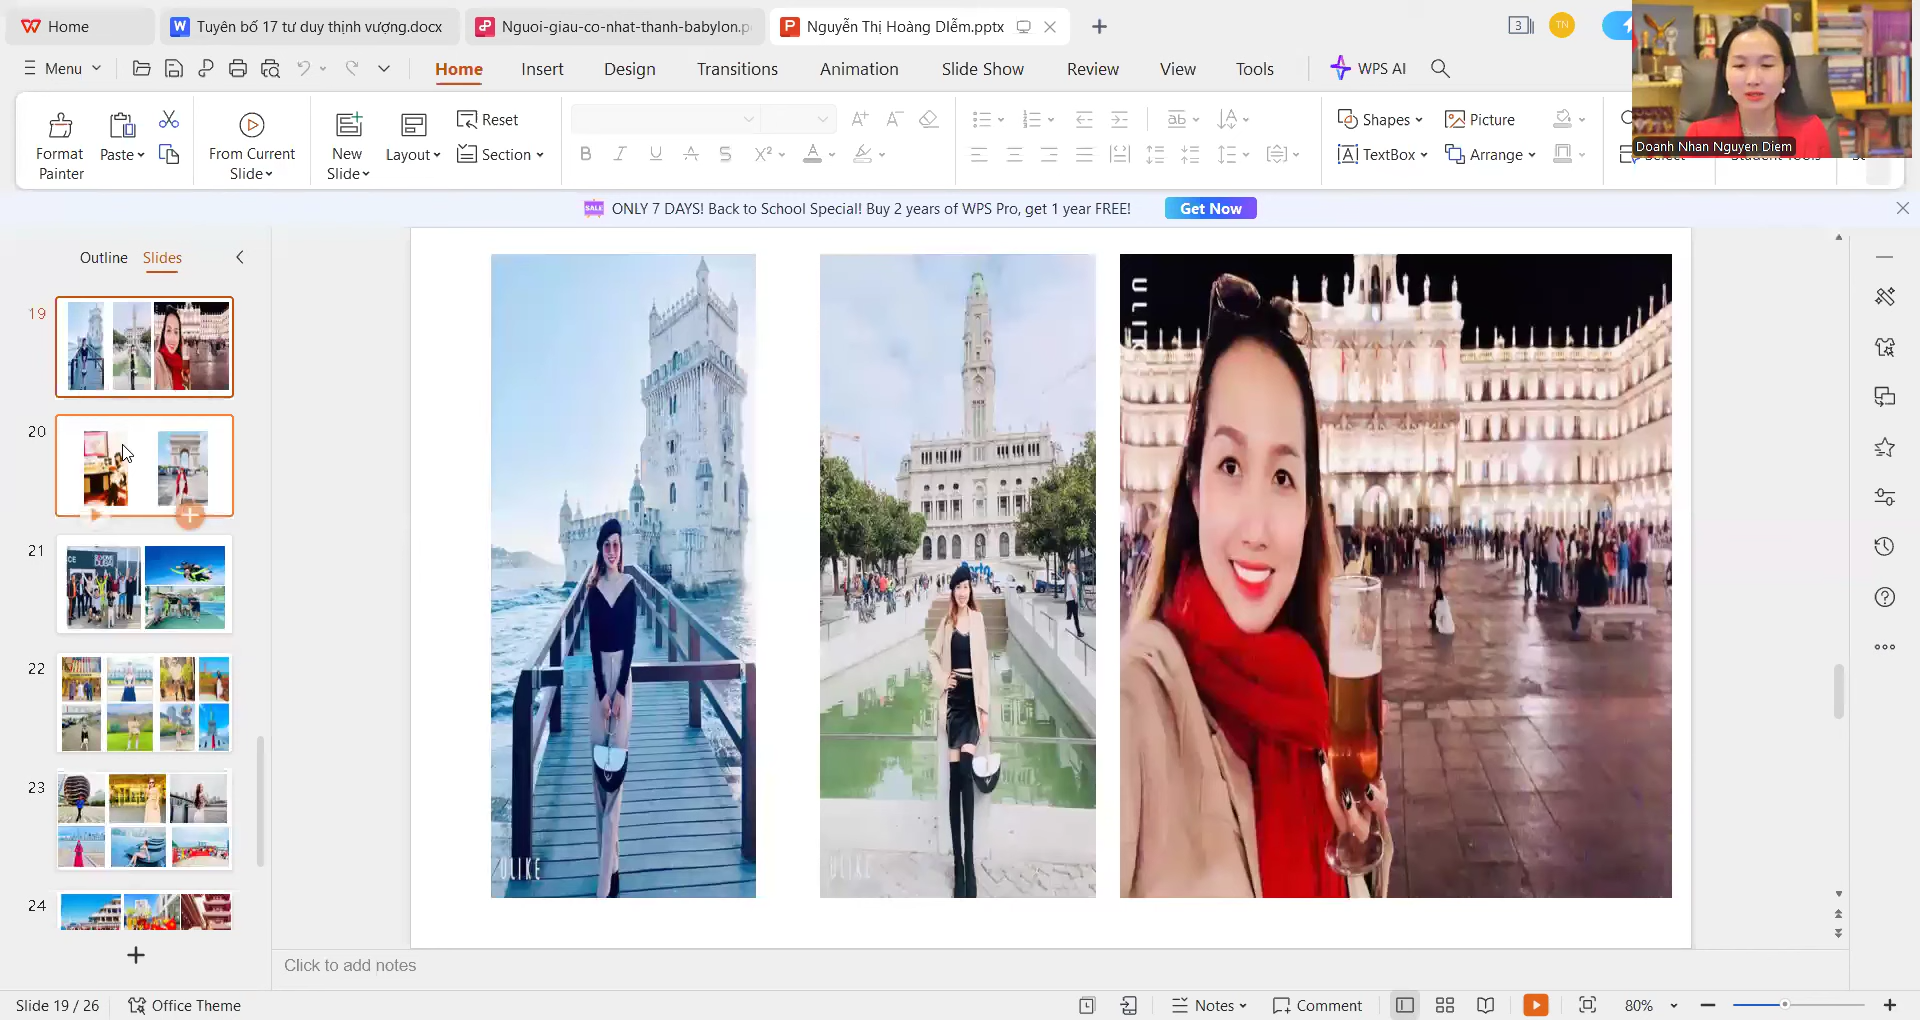 Home
Tuyên bố 17 tư duy thịnh vượng.docx
Nguoi-giau-co-nhat-thanh-babylon.p
Nguyễn Thị Hoàng Diễm.pptx
3
TN
Menu
Home
Insert
Design
Transitions
Animation
Slide Show
Review
View
Tools
WPS AI
Format Painter
Paste
From Current Slide
New Slide
Layout
Reset
Section
Shapes
Picture
TextBox
Arrange
Doanh Nhan Nguyen Diem
SALE
ONLY 7 DAYS! Back to School Special! Buy 2 years of WPS Pro, get 1 year FREE!
Get Now
Outline
Slides
19
20
21
22
23
24
ULIKE
ULIKE
ULIKE
Porto.
Click to add notes
Slide 19 / 26
Office Theme
Notes
Comment
80%